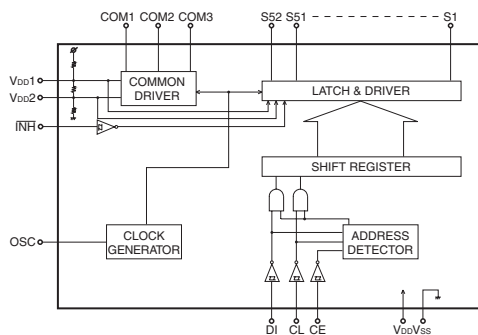 COM1 COM2 COM3 S52 S51 S1
VDD1
COMMON
DRIVER
LATCH & DRIVER
VDD2
INH
SHIFT REGISTER
OSC
CLOCK
GENERATOR
ADDRESS
DETECTOR
DI CL CE VDD VSS